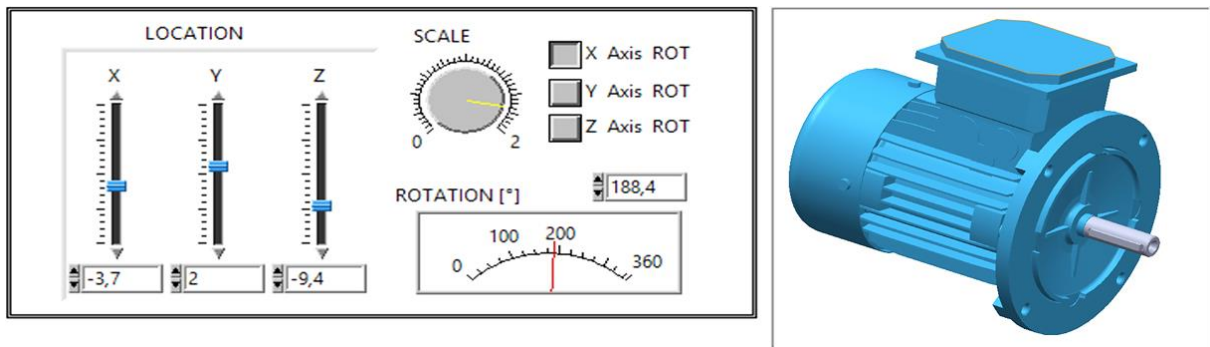 LOCATION
X Y Z
-3,7 2 -9,4
SCALE
0 2
X Axis ROT
Y Axis ROT
Z Axis ROT
ROTATION [°]
188,4
0 100 200 360